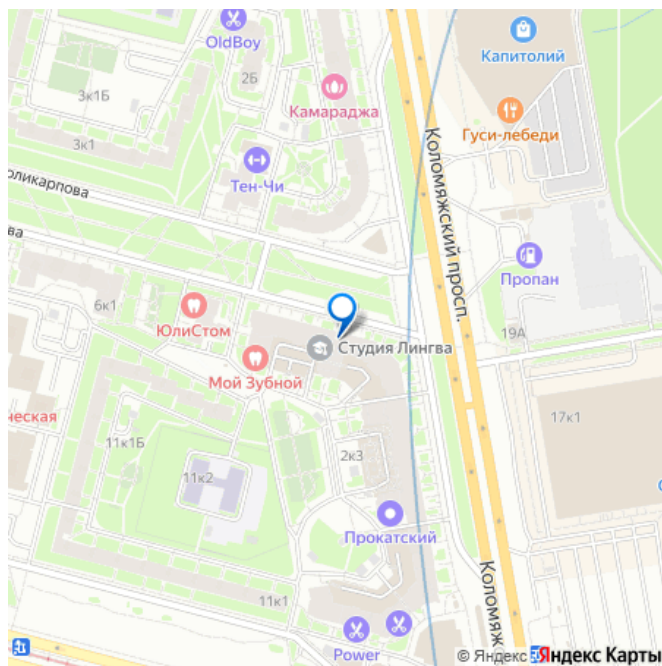 OldBoy
Капитолий
2Б
3к1Б
Камараджа
Гуси-лебеди
3к1
Тен-Чи
оликарпова
Коломяжский просп.
ва
Пропан
6к1
ЮлиСтом
19А
Студия Лингва
Мой Зубной
ческая
17к1
11к1Б
2к3
11к2
Прокатский
11к1
Коломяж
Power
© Яндекс Яндекс Карты